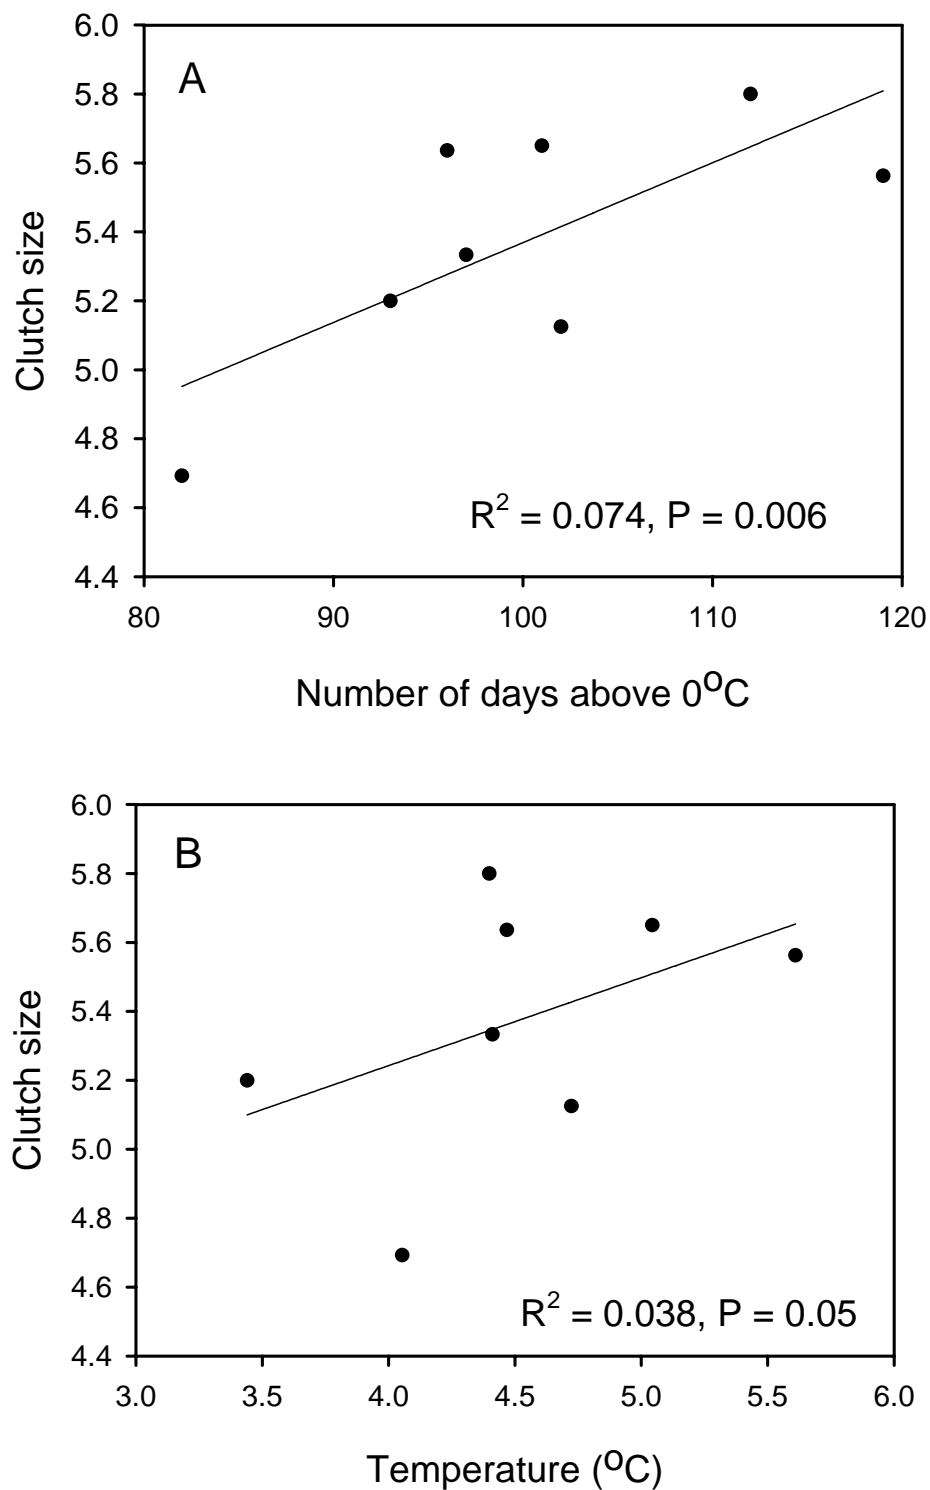 6.0
A
5.8
5.6
5.4
5.2
5.0
4.8
4.6
4.4
Clutch size
R² = 0.074, P = 0.006
80 90 100 110 120
Number of days above 0⁰C
6.0
B
5.8
5.6
5.4
5.2
5.0
4.8
4.6
4.4
Clutch size
R² = 0.038, P = 0.05
3.0 3.5 4.0 4.5 5.0 5.5 6.0
Temperature (⁰C)